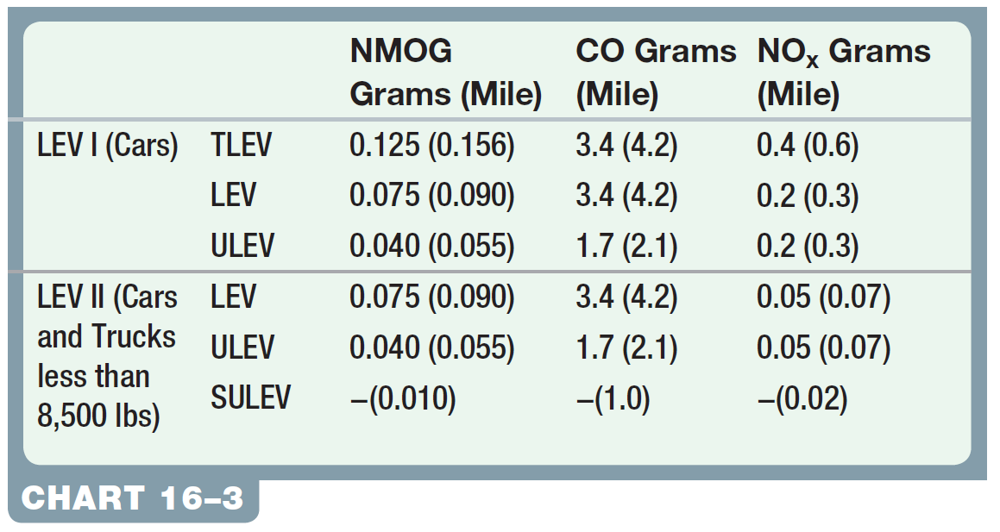 NMOG CO Grams NOx Grams
Grams (Mile) (Mile) (Mile)
LEV I (Cars) TLEV 0.125 (0.156) 3.4 (4.2) 0.4 (0.6)
LEV 0.075 (0.090) 3.4 (4.2) 0.2 (0.3)
ULEV 0.040 (0.055) 1.7 (2.1) 0.2 (0.3)
LEV II (Cars LEV 0.075 (0.090) 3.4 (4.2) 0.05 (0.07)
and Trucks
ULEV 0.040 (0.055) 1.7 (2.1) 0.05 (0.07)
less than
SULEV –(0.010) –(1.0) –(0.02)
8,500 lbs)
CHART 16–3